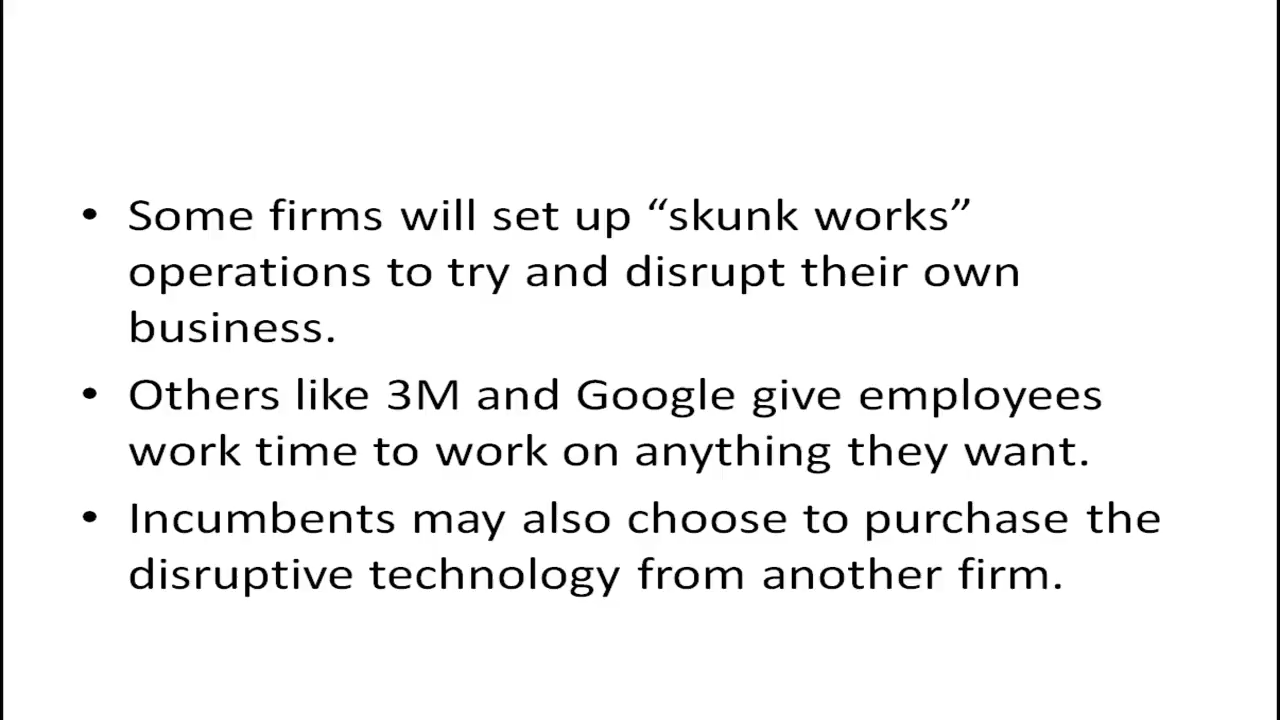 • Some firms will set up “skunk works”
operations to try and disrupt their own
business.
• Others like 3M and Google give employees
work time to work on anything they want.
• Incumbents may also choose to purchase the
disruptive technology from another firm.